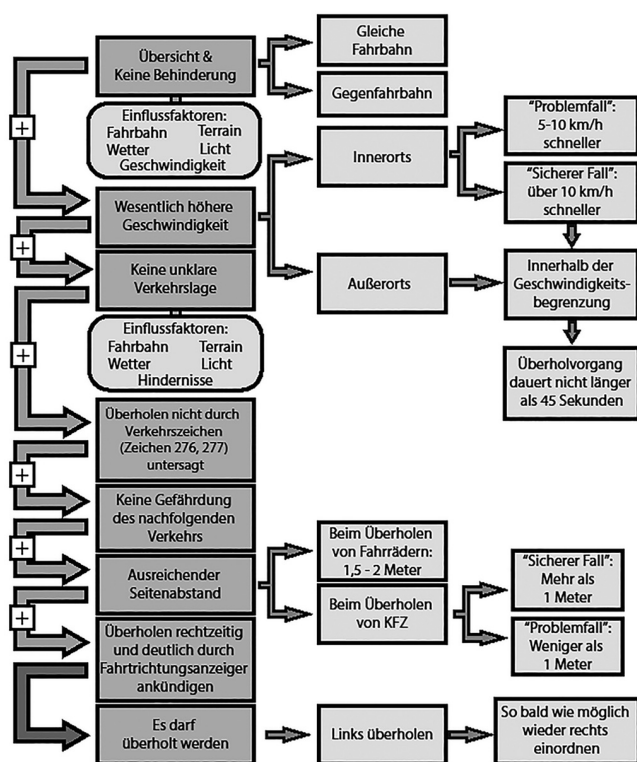 Übersicht &
Keine Behinderung
Gleiche
Fahrbahn
Gegenfahrbahn
Einflussfaktoren:
Fahrbahn Terrain
Wetter Licht
Geschwindigkeit
+
Wesentlich höhere
Geschwindigkeit
Innerorts
"Problemfall":
5-10 km/h
schneller
"Sicherer Fall":
über 10 km/h
schneller
+
Keine unklare
Verkehrslage
Außerorts
Innerhalb der
Geschwindigkeits-
begrenzung
Überholvorgang
dauert nicht länger
als 45 Sekunden
Einflussfaktoren:
Fahrbahn Terrain
Wetter Licht
Hindernisse
+
Überholen nicht durch
Verkehrszeichen
(Zeichen 276, 277)
untersagt
+
Keine Gefährdung
des nachfolgenden
Verkehrs
+
Ausreichender
Seitenabstand
Beim Überholen
von Fahrrädern:
1,5 - 2 Meter
Beim Überholen
von KFZ
"Sicherer Fall":
Mehr als
1 Meter
"Problemfall":
Weniger als
1 Meter
+
Überholen rechtzeitig
und deutlich durch
Fahrtrichtungsanzeiger
ankündigen
Es darf
überholt werden
Links überholen
So bald wie möglich
wieder rechts
einordnen